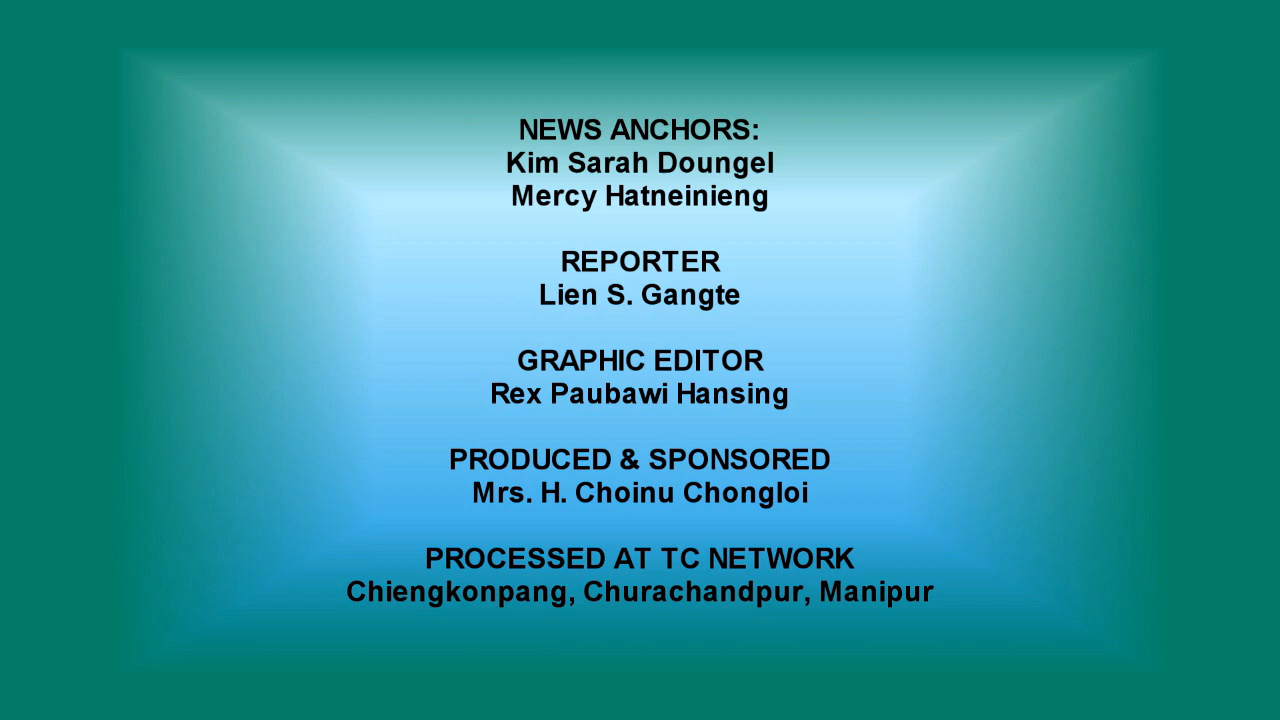 NEWS ANCHORS:
Kim Sarah Doungel
Mercy Hatneinieng
REPORTER
Lien S. Gangte
GRAPHIC EDITOR
Rex Paubawi Hansing
PRODUCED & SPONSORED
Mrs. H. Choinu Chongloi
PROCESSED AT TC NETWORK
Chiengkonpang, Churachandpur, Manipur